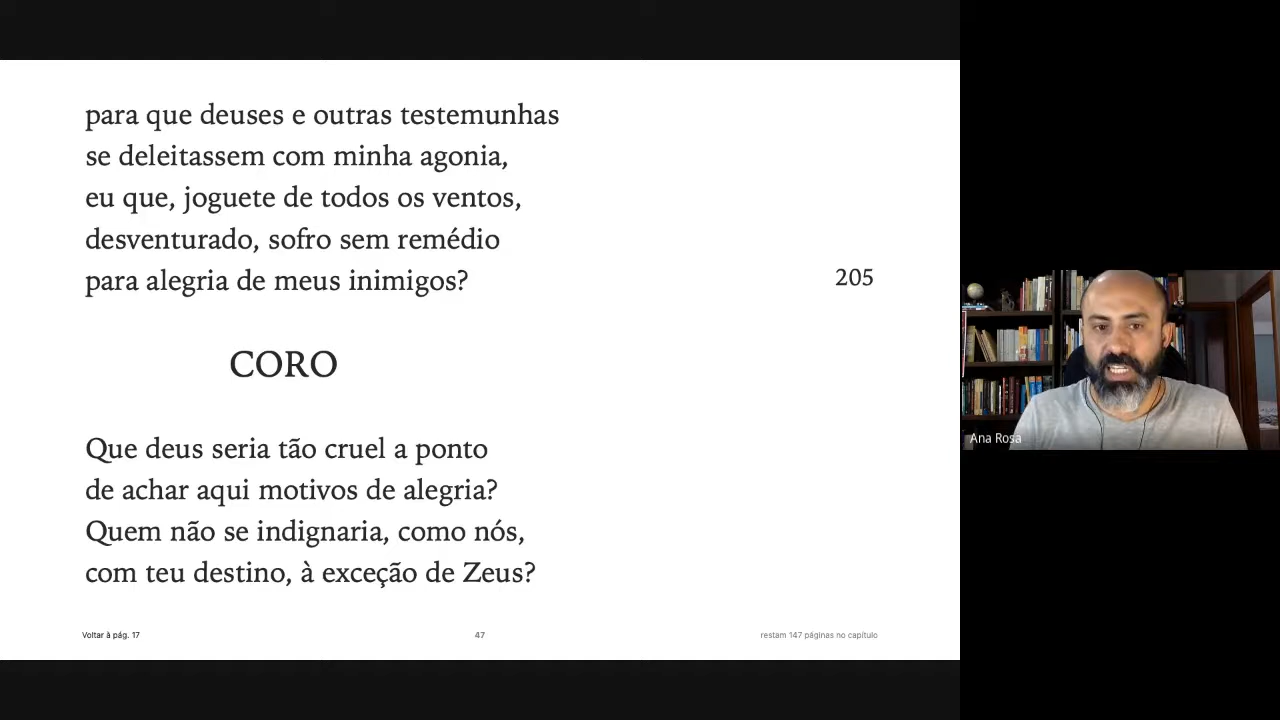 para que deuses e outras testemunhas
se deleitassem com minha agonia,
eu que, joguete de todos os ventos,
desventurado, sofro sem remédio
para alegria de meus inimigos?
205
CORO
Que deus seria tão cruel a ponto
de achar aqui motivos de alegria?
Quem não se indignaria, como nós,
com teu destino, à exceção de Zeus?
Voltar à pág. 17
47
restam 147 páginas no capítulo
Ana Rosa